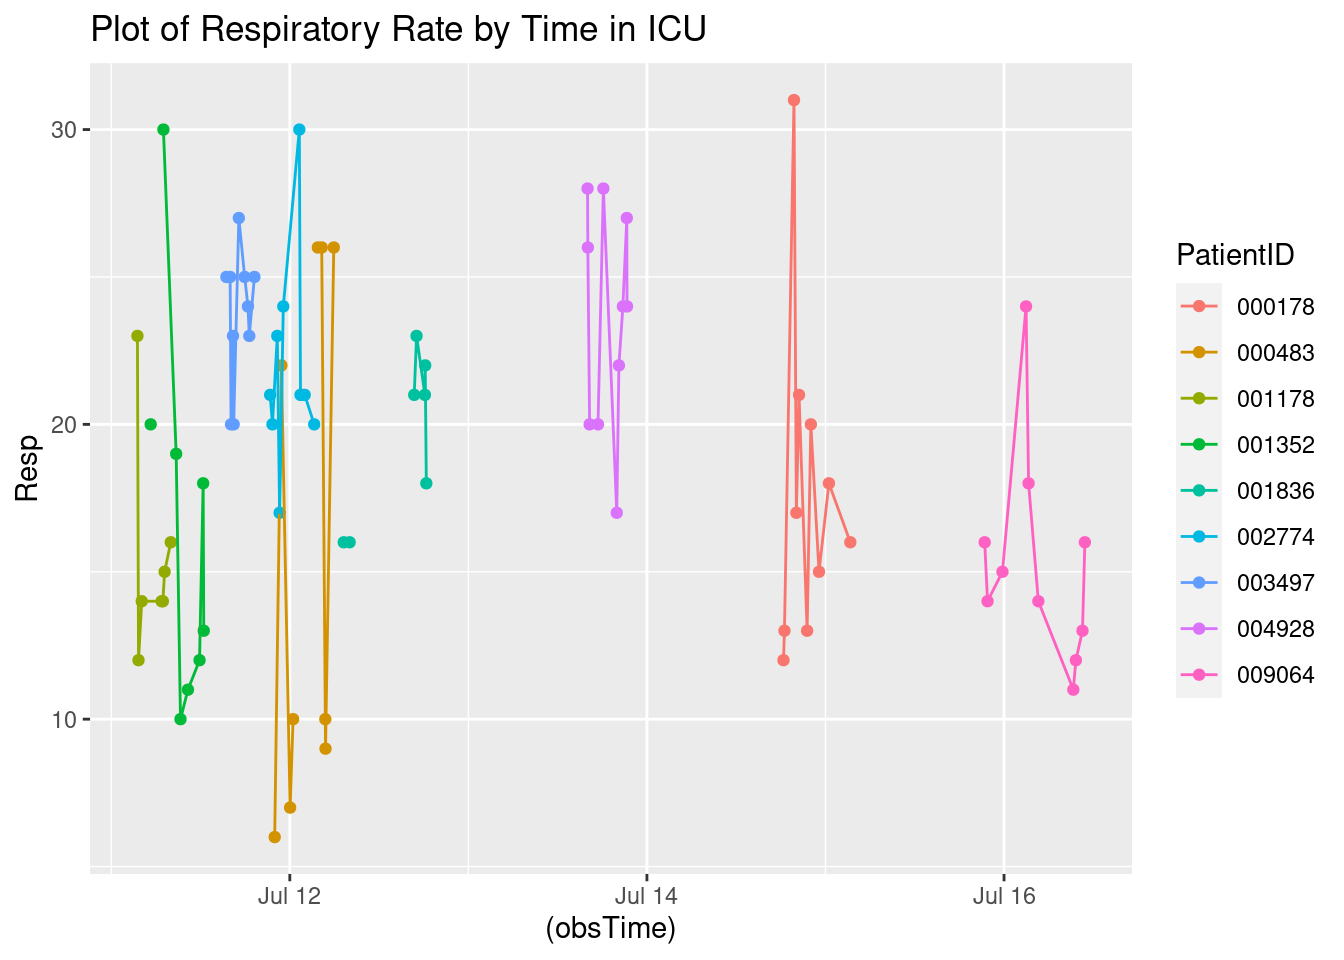 Plot of Respiratory Rate by Time in ICU
30
20
10
Resp
Jul 12
Jul 14
Jul 16
(obsTime)
PatientID
000178
000483
001178
001352
001836
002774
003497
004928
009064